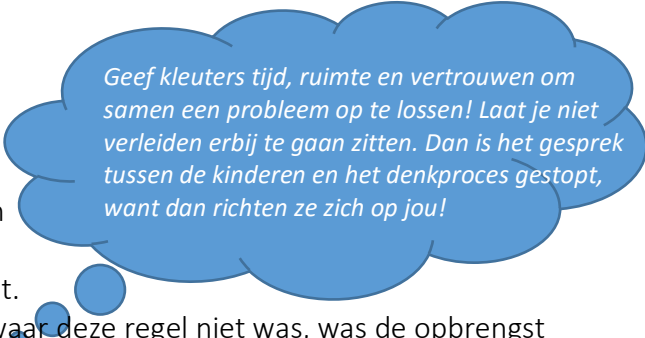 Geef kleuters tijd, ruimte en vertrouwen om
samen een probleem op te lossen! Laat je niet
verleiden erbij te gaan zitten. Dan is het gesprek
tussen de kinderen en het denkproces gestopt,
want dan richten ze zich op jou!
t.
waar deze regel niet was, was de opbrengst